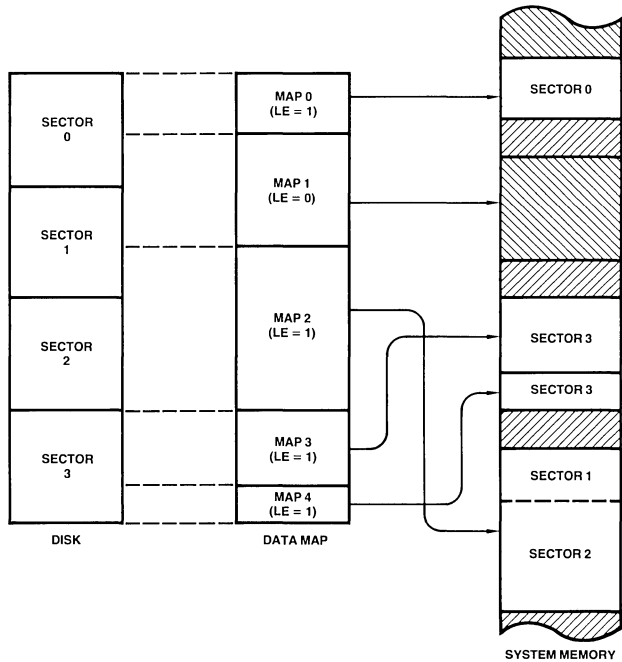 SECTOR
0
SECTOR
1
SECTOR
2
SECTOR
3
DISK
MAP 0
(LE = 1)
MAP 1
(LE = 0)
MAP 2
(LE = 1)
MAP 3
(LE = 1)
MAP 4
(LE = 1)
DATA MAP
SECTOR 0
SECTOR 3
SECTOR 3
SECTOR 1
SECTOR 2
SYSTEM MEMORY